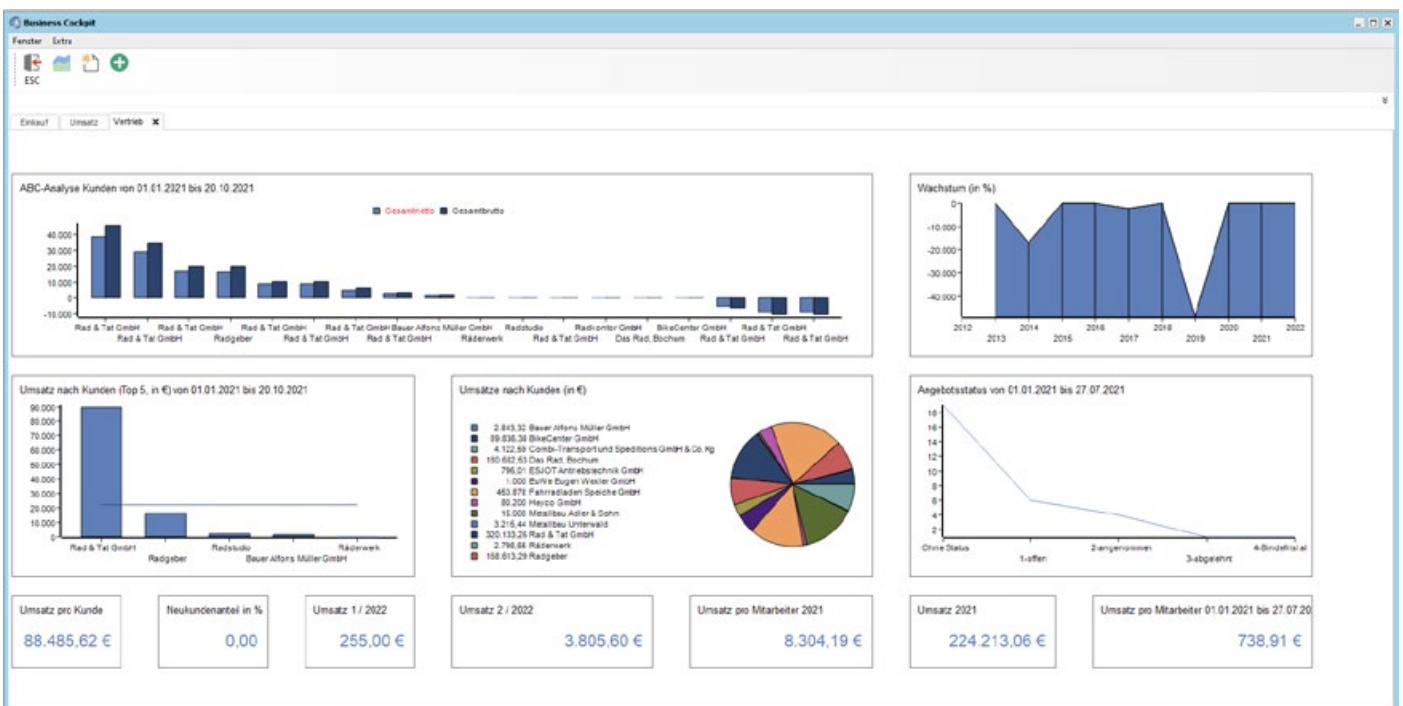 Business Cockpit
Fenster Extra
ESC
Einkauf Umsatz Vertrieb
ABC-Analyse Kunden von 01.01.2021 bis 20.10.2021
Gesamtnetto Gesamtbrutto
40.000
30.000
20.000
10.000
0
-10.000
Rad & Tat GmbH Rad & Tat GmbH Rad & Tat GmbH Rad & Tat GmbH Bauer Alfons Müller GmbH Radstudio Radkontor GmbH BikeCenter GmbH Rad & Tat GmbH
Rad & Tat GmbH Radgeber Rad & Tat GmbH Rad & Tat GmbH Räderwerk Rad & Tat GmbH Das Rad, Bochum Rad & Tat GmbH Rad & Tat GmbH
Wachstum (in %)
0
-10.000
-20.000
-30.000
-40.000
2012 2014 2016 2018 2020 2022
2013 2015 2017 2019 2021
Umsatz nach Kunden (Top 5, in €) von 01.01.2021 bis 20.10.2021
90.000
80.000
70.000
60.000
50.000
40.000
30.000
20.000
10.000
0
Rad & Tat GmbH Radstudio Räderwerk
Radgeber Bauer Alfons Müller GmbH
Umsätze nach Kunden (in €)
2.843,32 Bauer Alfons Müller GmbH
89.836,38 BikeCenter GmbH
4.122,59 Combi-Transport und Speditions GmbH & Co. Kg
Das Rad, Bochum
796,01 ESJOT Antriebstechnik GmbH
1.000 EuWe Eugen Wexler GmbH
453.878 Fahrradladen Speiche GmbH
80.200 Heyco GmbH
15.000 Metallbau Adler & Sohn
3.215,44 Metallbau Unterwald
320.133,26 Rad & Tat GmbH
Räderwerk
Radgeber
Angebotsstatus von 01.01.2021 bis 27.07.2021
18
16
14
12
10
8
6
4
2
Ohne Status 2-angenommen 4-Bindefrist abl
1-offen 3-abgelehnt
Umsatz pro Kunde
88.485,62 €
Neukundenanteil in %
0,00
Umsatz 1 / 2022
255,00 €
Umsatz 2 / 2022
3.805,60 €
Umsatz pro Mitarbeiter 2021
8.304,19 €
Umsatz 2021
224.213,06 €
Umsatz pro Mitarbeiter 01.01.2021 bis 27.07.20
738,91 €